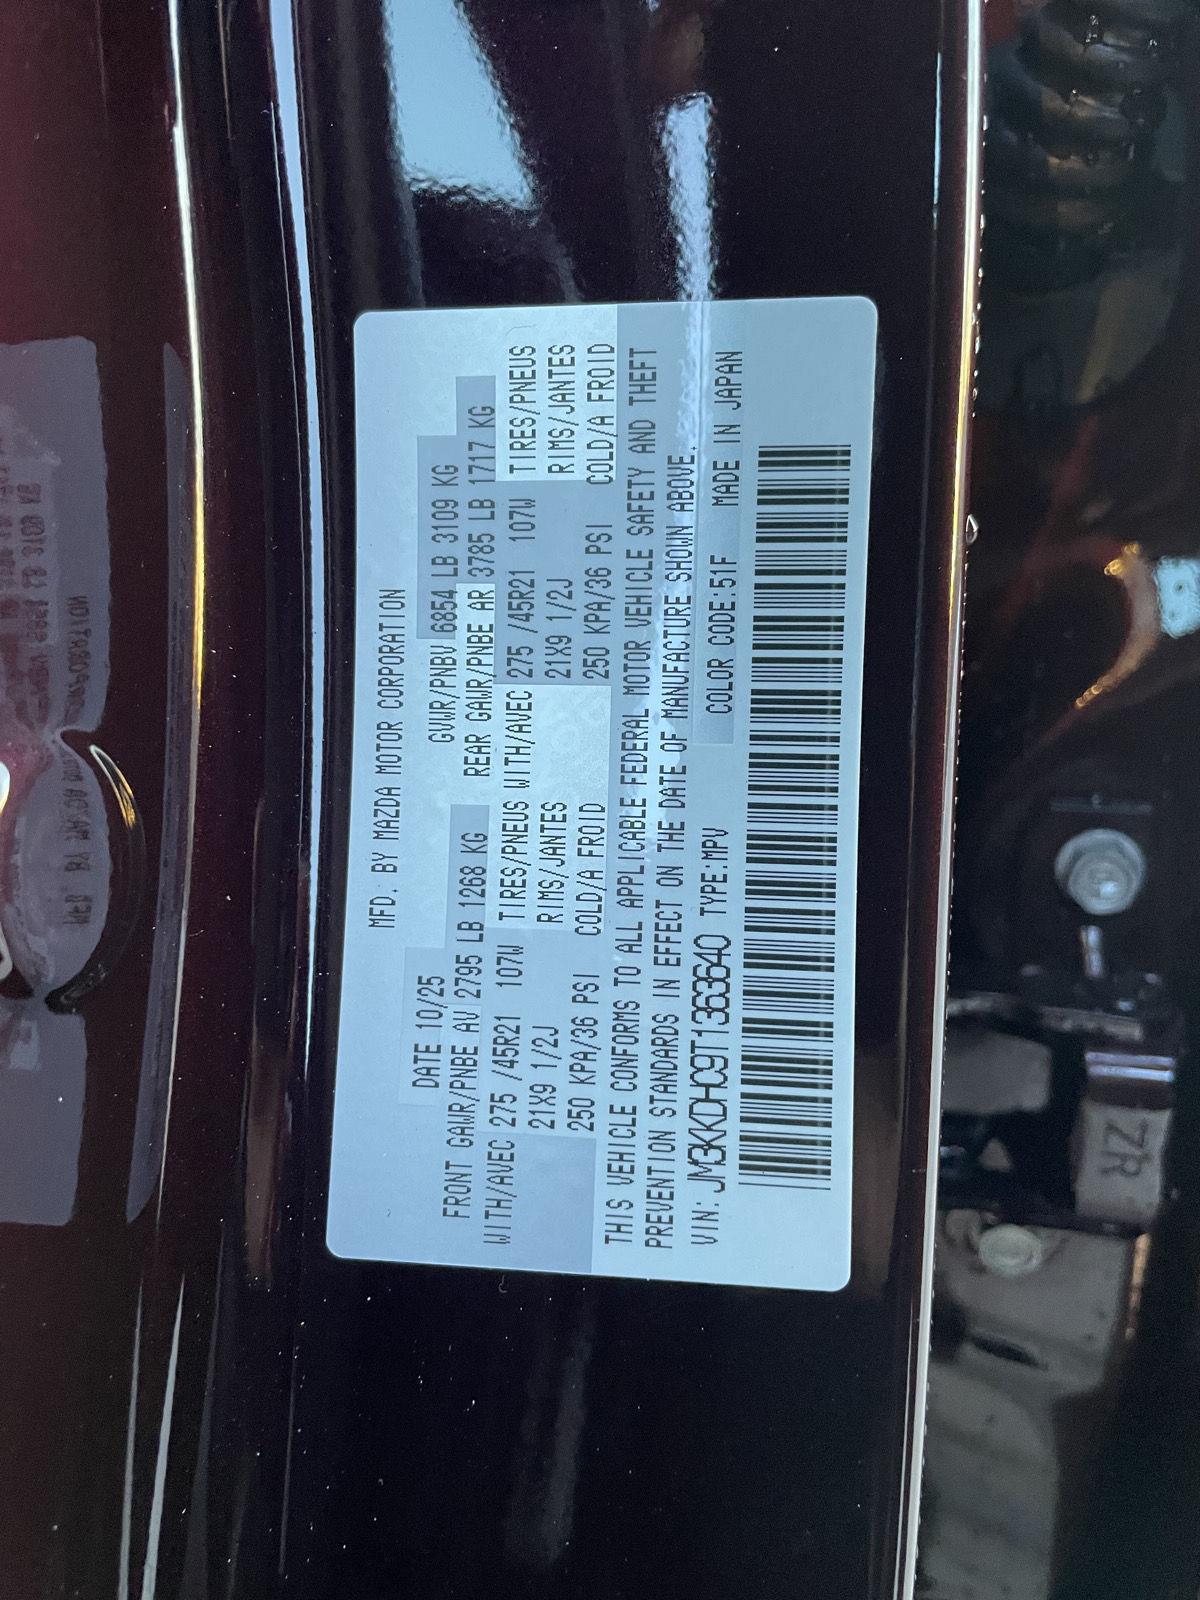 MFD. BY MAZDA MOTOR CORPORATION
DATE 10/25 GVWR/PNBV 6854 LB 3109 KG
FRONT GAWR/PNBE AV 2795 LB 1268 KG REAR GAWR/PNBE AR 3785 LB 1717 KG
WITH/AVEC 275 /45R21 107W TIRES/PNEUS WITH/AVEC 275 /45R21 107W TIRES/PNEUS
21X9 1/2J RIMS/JANTES 21X9 1/2J RIMS/JANTES
250 KPA/36 PSI COLD/A FROID 250 KPA/36 PSI COLD/A FROID
THIS VEHICLE CONFORMS TO ALL APPLICABLE FEDERAL MOTOR VEHICLE SAFETY AND THEFT
PREVENTION STANDARDS IN EFFECT ON THE DATE OF MANUFACTURE SHOWN ABOVE.
VIN: JM3KKDHC9T1363640 TYPE:MPV COLOR CODE:51F MADE IN JAPAN
ZR